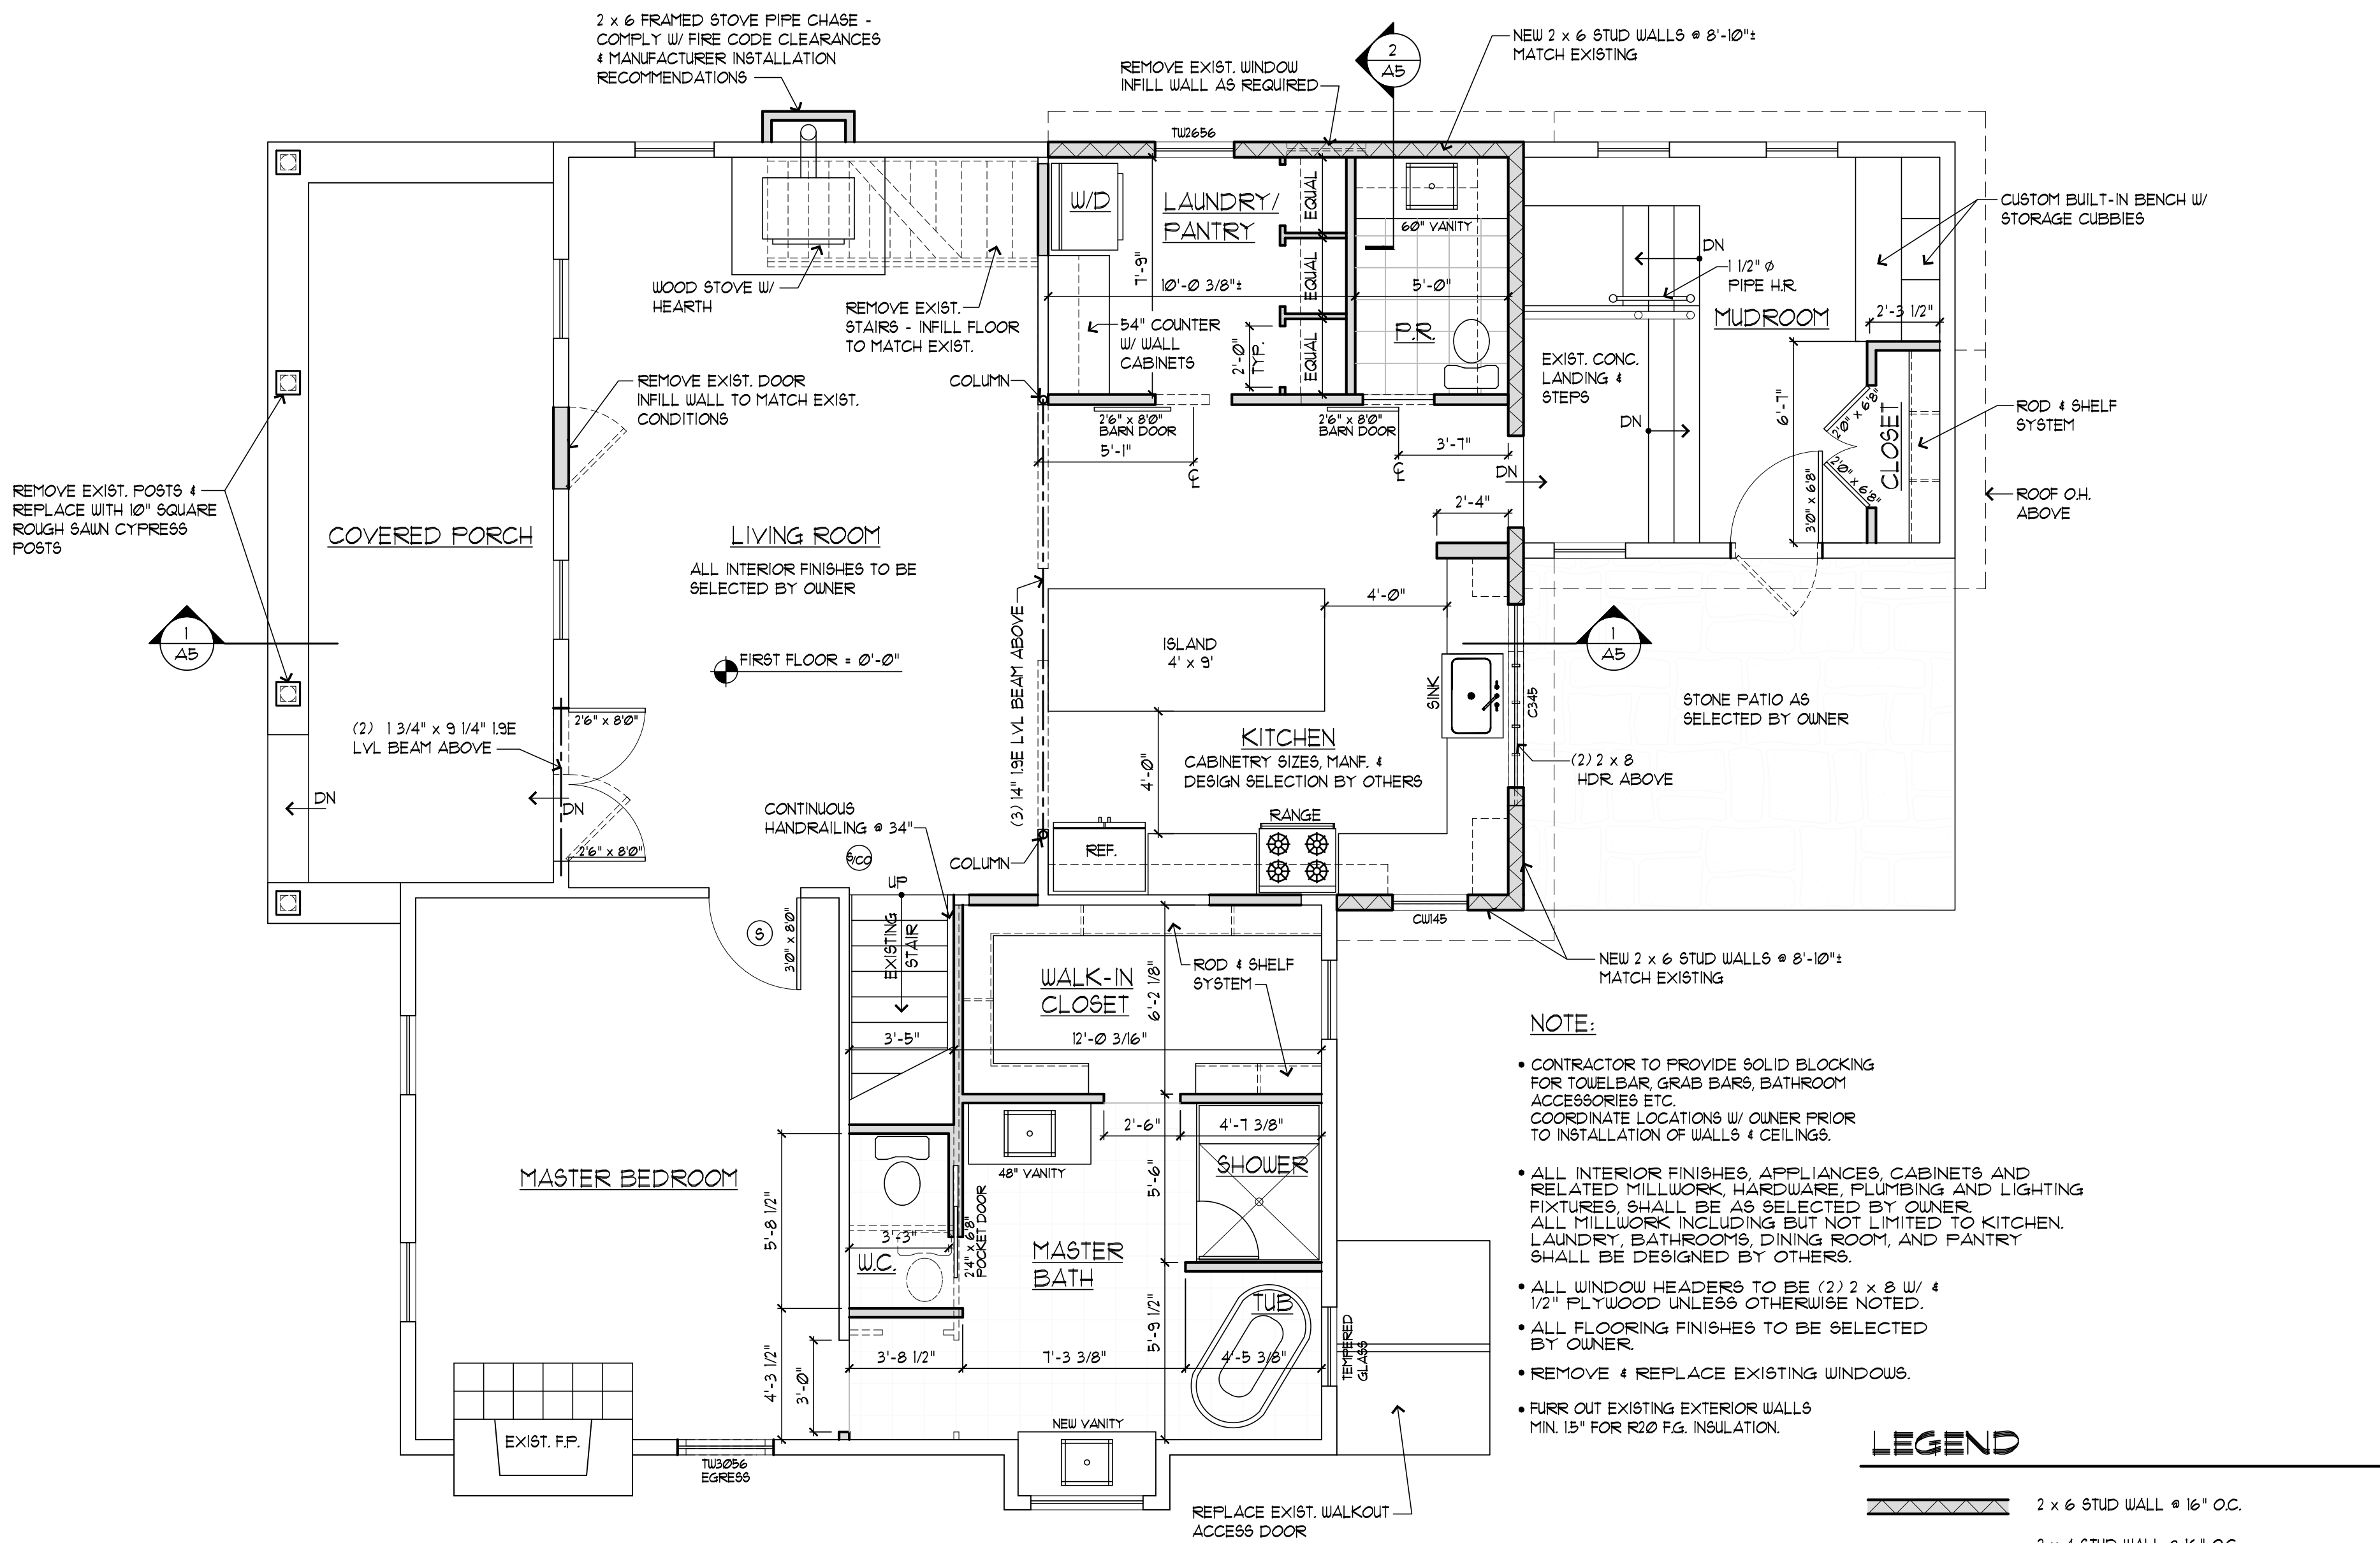 2 x 6 FRAMED STOVE PIPE CHASE -
COMPLY W/ FIRE CODE CLEARANCES
& MANUFACTURER INSTALLATION
RECOMMENDATIONS
REMOVE EXIST. WINDOW
INFILL WALL AS REQUIRED
2
A5
NEW 2 x 6 STUD WALLS @ 8'-10"±
MATCH EXISTING
TW2656
W/D
LAUNDRY/
PANTRY
7'-9"
EQUAL
EQUAL
EQUAL
60" VANITY
10'-0 3/8"±
5'-0"
P.R.
54" COUNTER
W/ WALL
CABINETS
2'-0"
TYP.
WOOD STOVE W/
HEARTH
REMOVE EXIST.
STAIRS - INFILL FLOOR
TO MATCH EXIST.
DN
1 1/2" Ø
PIPE H.R.
MUDROOM
2'-3 1/2"
CUSTOM BUILT-IN BENCH W/
STORAGE CUBBIES
EXIST. CONC.
LANDING &
STEPS
DN
6'-7"
2'0" x 6'8"
2'0" x 6'8"
CLOSET
3'0" x 6'8"
ROD & SHELF
SYSTEM
ROOF O.H.
ABOVE
COLUMN
REMOVE EXIST. DOOR
INFILL WALL TO MATCH EXIST.
CONDITIONS
2'6" x 8'0"
BARN DOOR
2'6" x 8'0"
BARN DOOR
5'-1"
CL
3'-7"
CL
DN
2'-4"
REMOVE EXIST. POSTS &
REPLACE WITH 10" SQUARE
ROUGH SAWN CYPRESS
POSTS
COVERED PORCH
LIVING ROOM
ALL INTERIOR FINISHES TO BE
SELECTED BY OWNER
(3) 14" 1.9E LVL BEAM ABOVE
4'-0"
ISLAND
4' x 9'
1
A5
FIRST FLOOR = 0'-0"
1
A5
SINK
C345
STONE PATIO AS
SELECTED BY OWNER
(2) 1 3/4" x 9 1/4" 1.9E
LVL BEAM ABOVE
2'6" x 8'0"
2'6" x 8'0"
DN
DN
KITCHEN
CABINETRY SIZES, MANF. &
DESIGN SELECTION BY OTHERS
4'-0"
(2) 2 x 8
HDR. ABOVE
CONTINUOUS
HANDRAILING @ 34"
S/CO
COLUMN
REF.
RANGE
UP
EXISTING
STAIR
S
3'0" x 8'0"
CW145
NEW 2 x 6 STUD WALLS @ 8'-10"±
MATCH EXISTING
WALK-IN
CLOSET
6'-2 1/8"
ROD & SHELF
SYSTEM
3'-5"
12'-0 3/16"
2'-6"
4'-7 3/8"
48" VANITY
SHOWER
5'-6"
MASTER BEDROOM
5'-8 1/2"
3'-3"
W.C.
2'4" x 6'8"
POCKET DOOR
MASTER
BATH
TUB
5'-9 1/2"
TEMPERED
GLASS
4'-3 1/2"
3'-0"
3'-8 1/2"
7'-3 3/8"
4'-5 3/8"
EXIST. F.P.
TW3056
EGRESS
NEW VANITY
REPLACE EXIST. WALKOUT
ACCESS DOOR
NOTE:
• CONTRACTOR TO PROVIDE SOLID BLOCKING
FOR TOWELBAR, GRAB BARS, BATHROOM
ACCESSORIES ETC.
COORDINATE LOCATIONS W/ OWNER PRIOR
TO INSTALLATION OF WALLS & CEILINGS.
• ALL INTERIOR FINISHES, APPLIANCES, CABINETS AND
RELATED MILLWORK, HARDWARE, PLUMBING AND LIGHTING
FIXTURES, SHALL BE AS SELECTED BY OWNER.
ALL MILLWORK INCLUDING BUT NOT LIMITED TO KITCHEN.
LAUNDRY, BATHROOMS, DINING ROOM, AND PANTRY
SHALL BE DESIGNED BY OTHERS.
• ALL WINDOW HEADERS TO BE (2) 2 x 8 W/ &
1/2" PLYWOOD UNLESS OTHERWISE NOTED.
• ALL FLOORING FINISHES TO BE SELECTED
BY OWNER.
• REMOVE & REPLACE EXISTING WINDOWS.
• FURR OUT EXISTING EXTERIOR WALLS
MIN. 1.5" FOR R20 F.G. INSULATION.
LEGEND
2 x 6 STUD WALL @ 16" O.C.